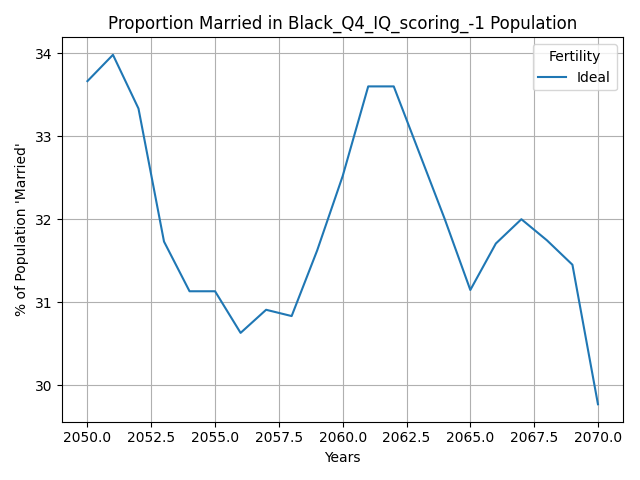 Proportion Married in Black_Q4_IQ_scoring_-1 Population
Fertility
Ideal
% of Population 'Married'
34
33
32
31
30
2050.0 2052.5 2055.0 2057.5 2060.0 2062.5 2065.0 2067.5 2070.0
Years